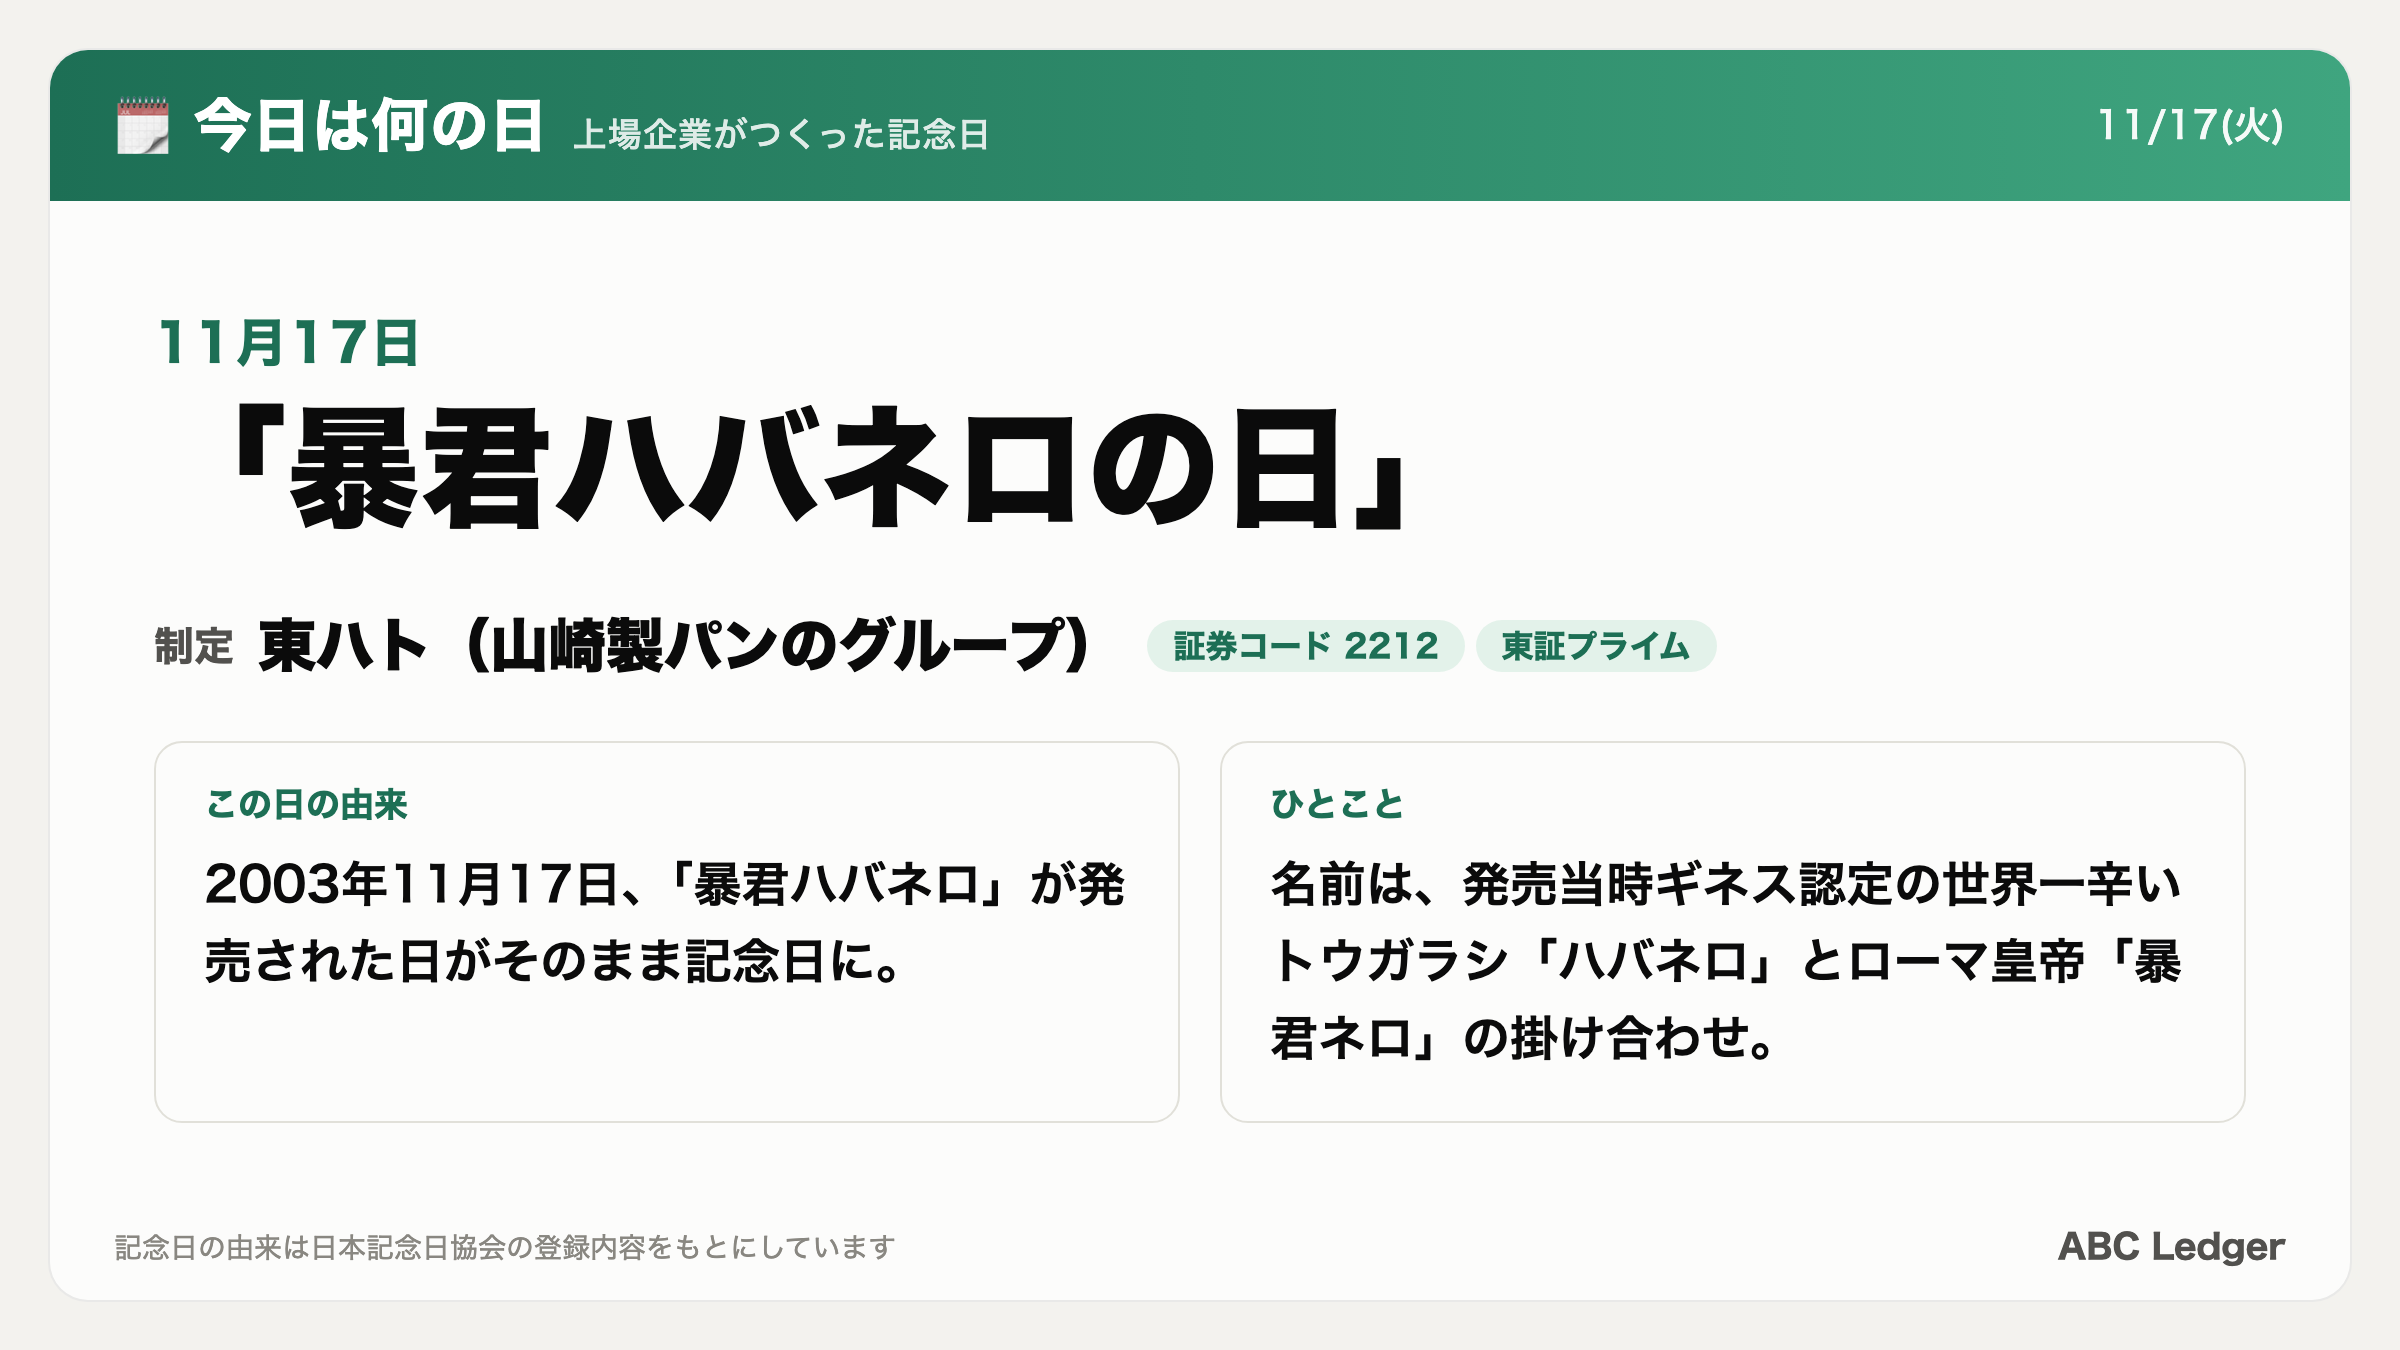 今日は何の日 上場企業がつくった記念日 11/17(火)
11月17日
「暴君ハバネロの日」
制定 東ハト（山崎製パンのグループ） 証券コード 2212 東証プライム
この日の由来
2003年11月17日、「暴君ハバネロ」が発
売された日がそのまま記念日に。
ひとこと
名前は、発売当時ギネス認定の世界一辛い
トウガラシ「ハバネロ」とローマ皇帝「暴
君ネロ」の掛け合わせ。
記念日の由来は日本記念日協会の登録内容をもとにしています
ABC Ledger